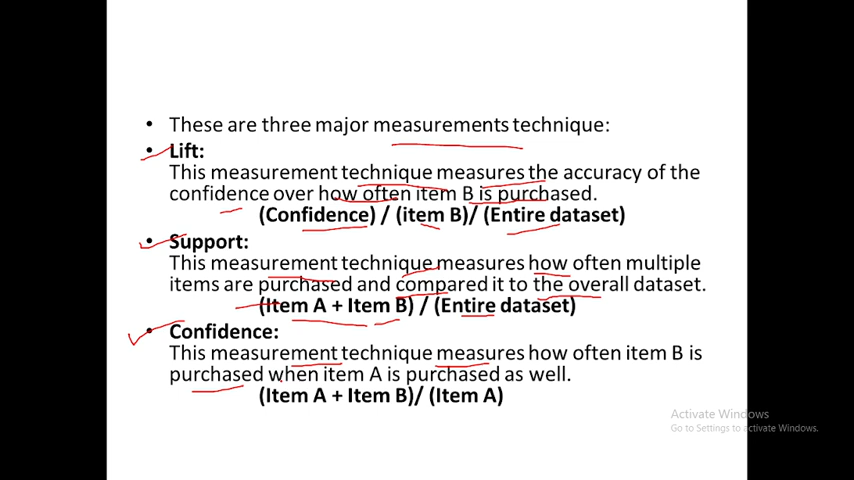 • These are three major measurements technique:
• Lift:
This measurement technique measures the accuracy of the
confidence over how often item B is purchased.
(Confidence) / (item B)/ (Entire dataset)
• Support:
This measurement technique measures how often multiple
items are purchased and compared it to the overall dataset.
(Item A + Item B) / (Entire dataset)
• Confidence:
This measurement technique measures how often item B is
purchased when item A is purchased as well.
(Item A + Item B)/ (Item A)
Activate Windows
Go to Settings to activate Windows.